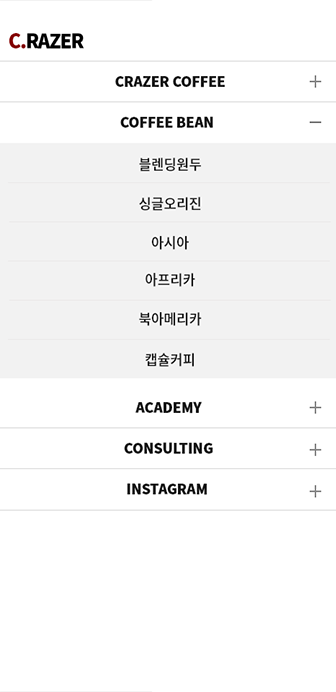 C.RAZER
CRAZER COFFEE
COFFEE BEAN
블렌딩원두
싱글오리진
아시아
아프리카
북아메리카
캡슐커피
ACADEMY
CONSULTING
INSTAGRAM